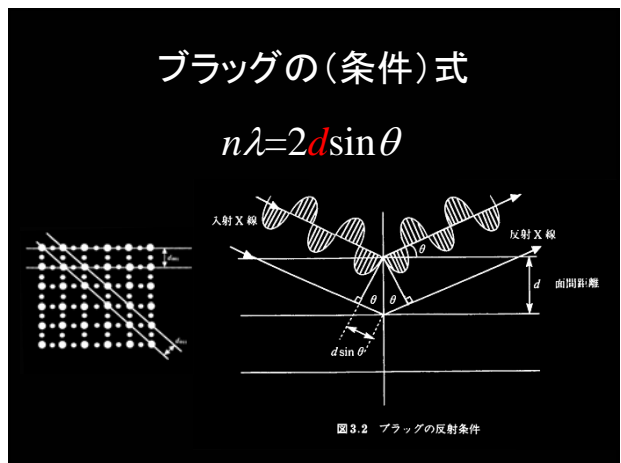 ブラッグの（条件）式
nλ=2dsinθ
入射X線
反射X線
θ
θ
θ
d 面間距離
d sin θ
図3.2 ブラッグの反射条件